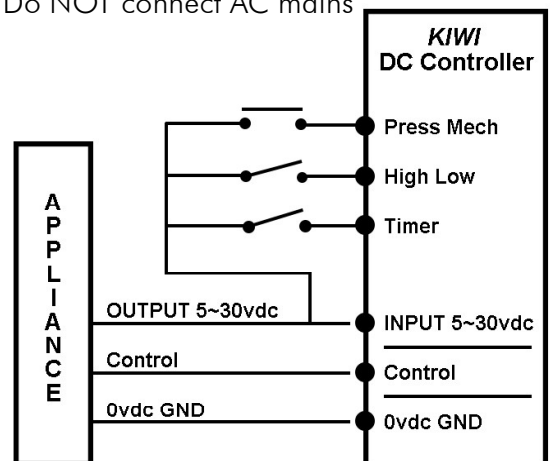 Do NOT connect AC mains
KIWI
DC Controller
Press Mech
High Low
Timer
APPLIANCE
OUTPUT 5~30vdc
INPUT 5~30vdc
Control
Control
0vdc GND
0vdc GND